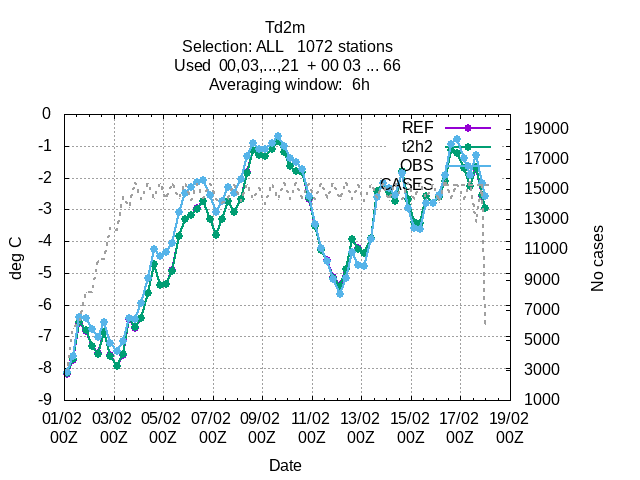 Td2m
Selection: ALL   1072 stations
Used  00,03,...,21  + 00 03 ... 66
Averaging window:  6h
REF
t2h2
OBS
CASES
deg C
0
-1
-2
-3
-4
-5
-6
-7
-8
-9
No cases
19000
17000
15000
13000
11000
9000
7000
5000
3000
1000
01/02 03/02 05/02 07/02 09/02 11/02 13/02 15/02 17/02 19/02
00Z 00Z 00Z 00Z 00Z 00Z 00Z 00Z 00Z 00Z
Date